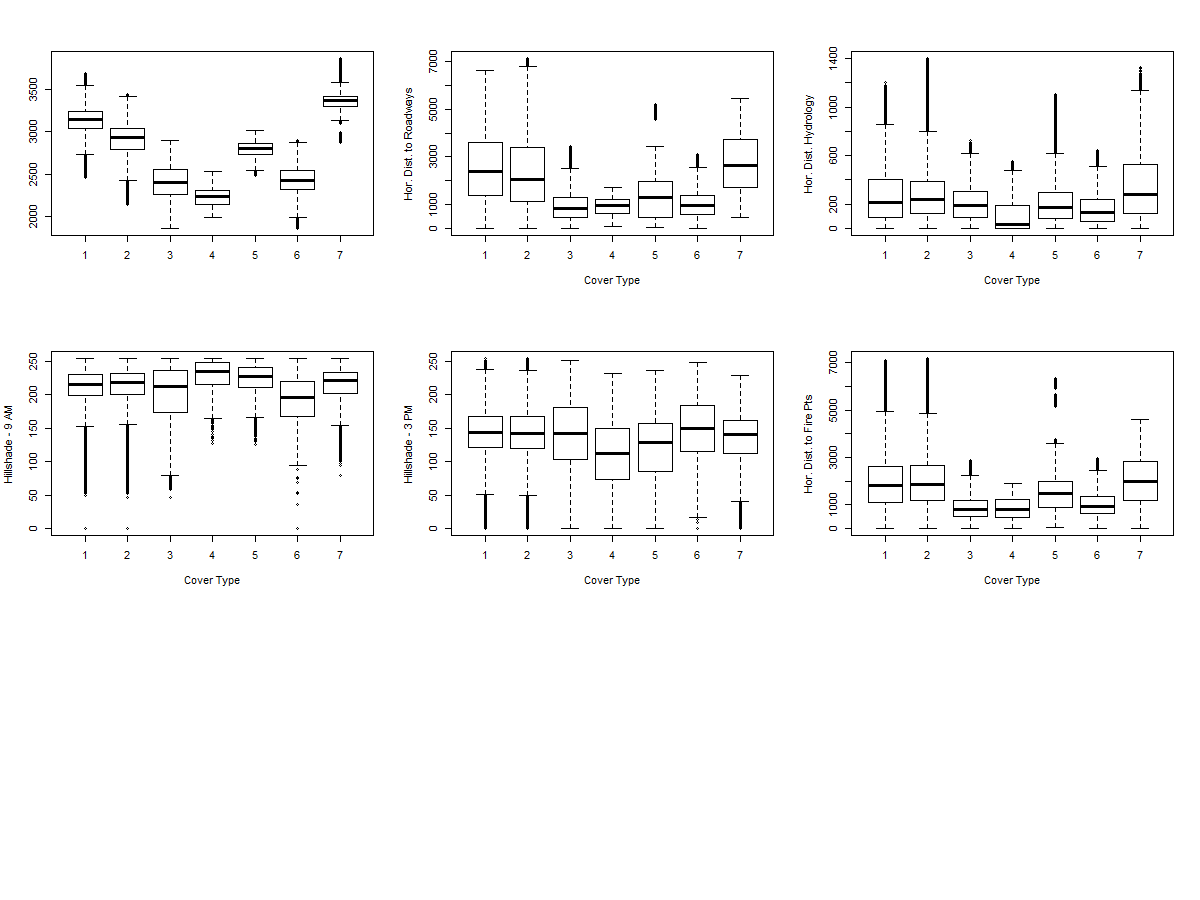 2000 2500 3000 3500
1 2 3 4 5 6 7
Hor. Dist. to Roadways
0 1000 3000 5000 7000
1 2 3 4 5 6 7
Cover Type
Hor. Dist. Hydrology
0 200 600 1000 1400
1 2 3 4 5 6 7
Cover Type
Hillshade - 9 AM
0 50 100 150 200 250
1 2 3 4 5 6 7
Cover Type
Hillshade - 3 PM
0 50 100 150 200 250
1 2 3 4 5 6 7
Cover Type
Hor. Dist. to Fire Pts
0 1000 3000 5000 7000
1 2 3 4 5 6 7
Cover Type